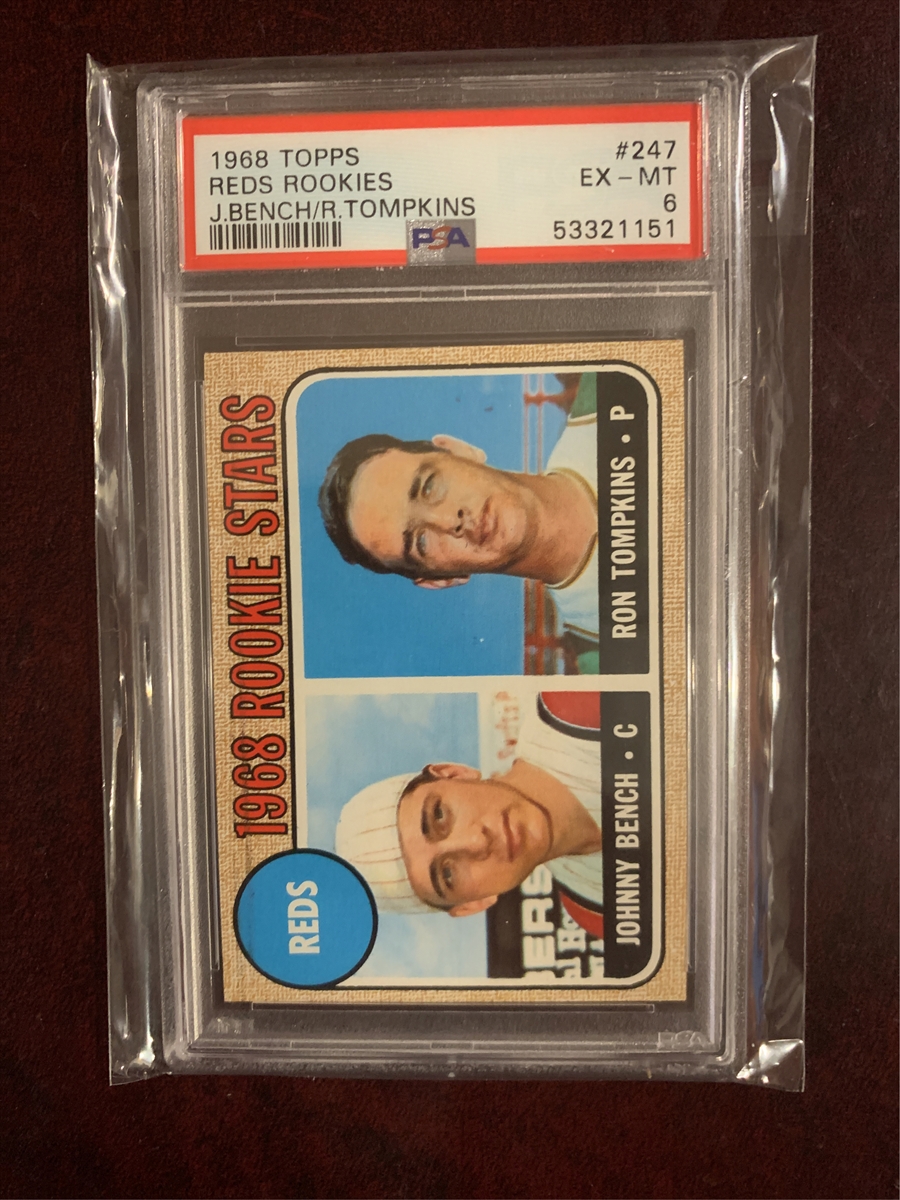 1968 TOPPS
REDS ROOKIES
J.BENCH/R.TOMPKINS
#247
EX - MT
6
53321151
PSA
1968 ROOKIE STARS
REDS
JOHNNY BENCH • C
RON TOMPKINS • P
PSA